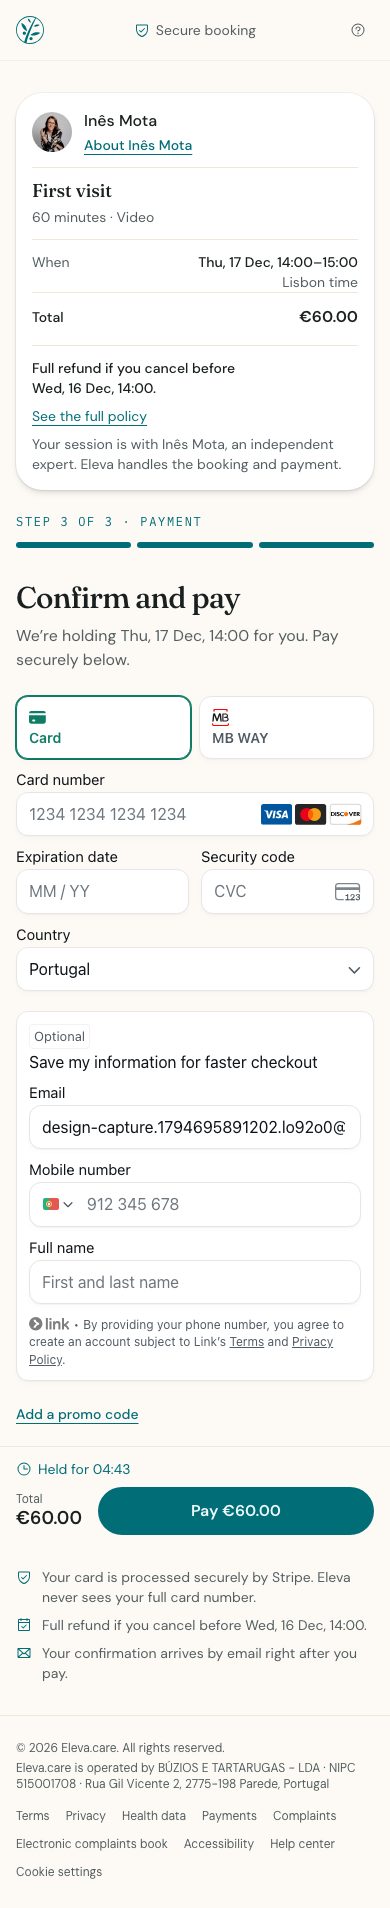 Secure booking
Inês Mota
About Inês Mota
First visit
60 minutes · Video
When
Thu, 17 Dec, 14:00–15:00
Lisbon time
Total
€60.00
Full refund if you cancel before
Wed, 16 Dec, 14:00.
See the full policy
Your session is with Inês Mota, an independent
expert. Eleva handles the booking and payment.
STEP 3 OF 3 · PAYMENT
Confirm and pay
We’re holding Thu, 17 Dec, 14:00 for you. Pay
securely below.
Card
MB
MB WAY
Card number
1234 1234 1234 1234
VISA
DISCOVER
Expiration date
Security code
MM / YY
CVC
123
Country
Portugal
Optional
Save my information for faster checkout
Email
design-capture.1794695891202.lo92o0@
Mobile number
912 345 678
Full name
First and last name
link • By providing your phone number, you agree to
create an account subject to Link’s Terms and Privacy
Policy.
Add a promo code
Held for 04:43
Total
€60.00
Pay €60.00
Your card is processed securely by Stripe. Eleva
never sees your full card number.
Full refund if you cancel before Wed, 16 Dec, 14:00.
Your confirmation arrives by email right after you
pay.
© 2026 Eleva.care. All rights reserved.
Eleva.care is operated by BÚZIOS E TARTARUGAS – LDA · NIPC
515001708 · Rua Gil Vicente 2, 2775-198 Parede, Portugal
Terms Privacy Health data Payments Complaints
Electronic complaints book Accessibility Help center
Cookie settings